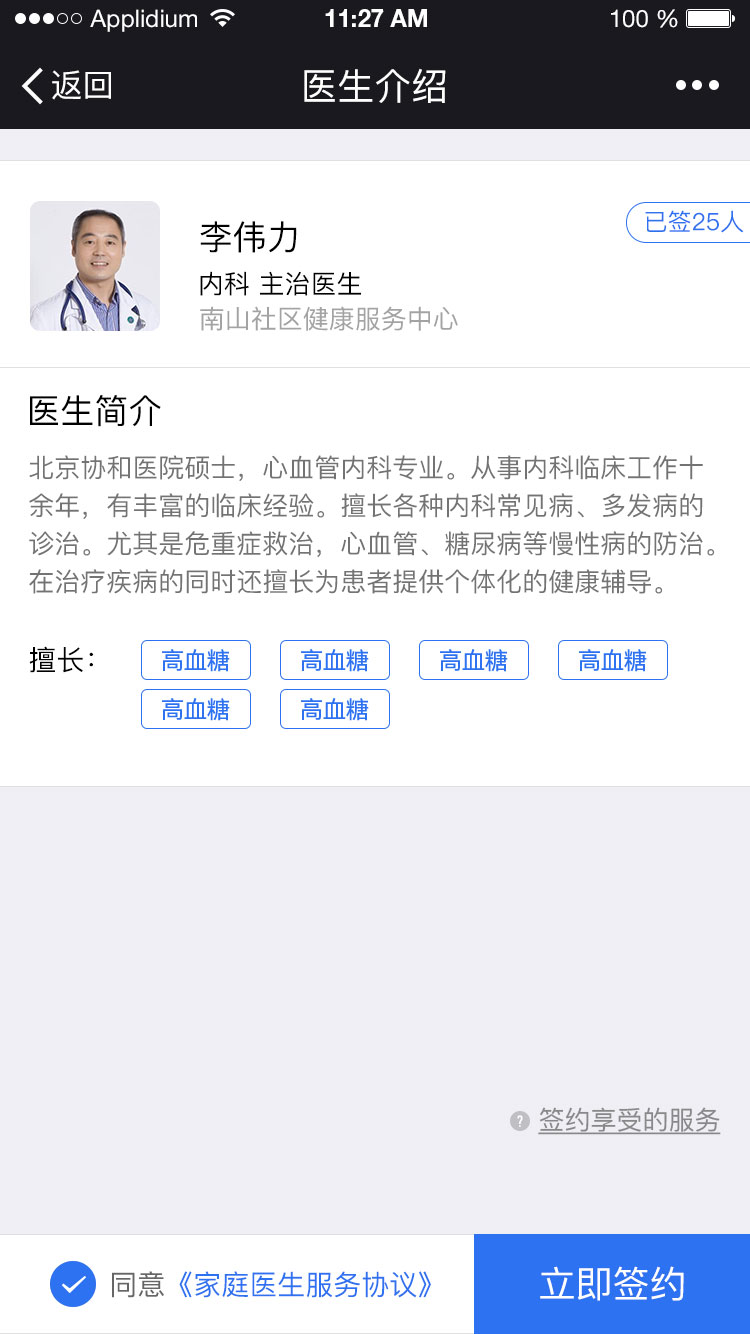 Applidium 11:27 AM 100 %
返回 医生介绍
李伟力 已签25人
内科 主治医生
南山社区健康服务中心
医生简介
北京协和医院硕士，心血管内科专业。从事内科临床工作十
余年，有丰富的临床经验。擅长各种内科常见病、多发病的
诊治。尤其是危重症救治，心血管、糖尿病等慢性病的防治。
在治疗疾病的同时还擅长为患者提供个体化的健康辅导。
擅长： 高血糖 高血糖 高血糖 高血糖
高血糖 高血糖
? 签约享受的服务
同意《家庭医生服务协议》 立即签约